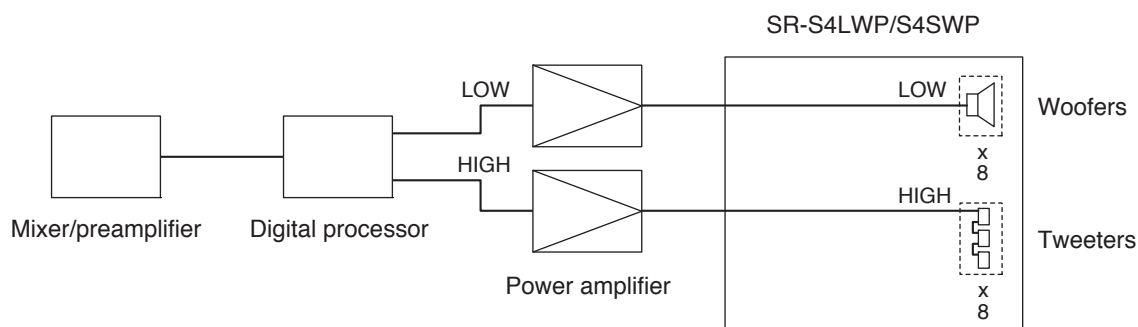 SR-S4LWP/S4SWP
LOW
LOW
Woofers
x
8
HIGH
HIGH
Mixer/preamplifier
Digital processor
Tweeters
Power amplifier
x
8